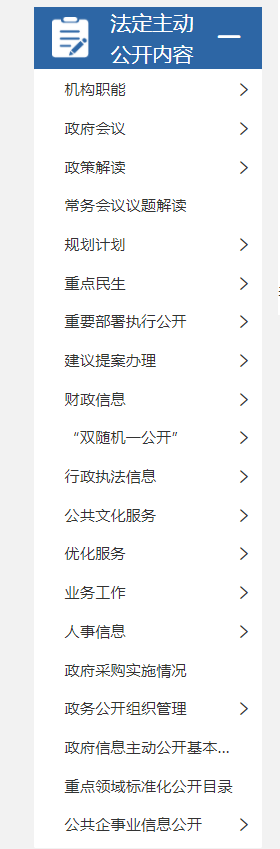 法定主动
公开内容
机构职能
政府会议
政策解读
常务会议议题解读
规划计划
重点民生
重要部署执行公开
建议提案办理
财政信息
“双随机一公开”
行政执法信息
公共文化服务
优化服务
业务工作
人事信息
政府采购实施情况
政务公开组织管理
政府信息主动公开基本...
重点领域标准化公开目录
公共企事业信息公开